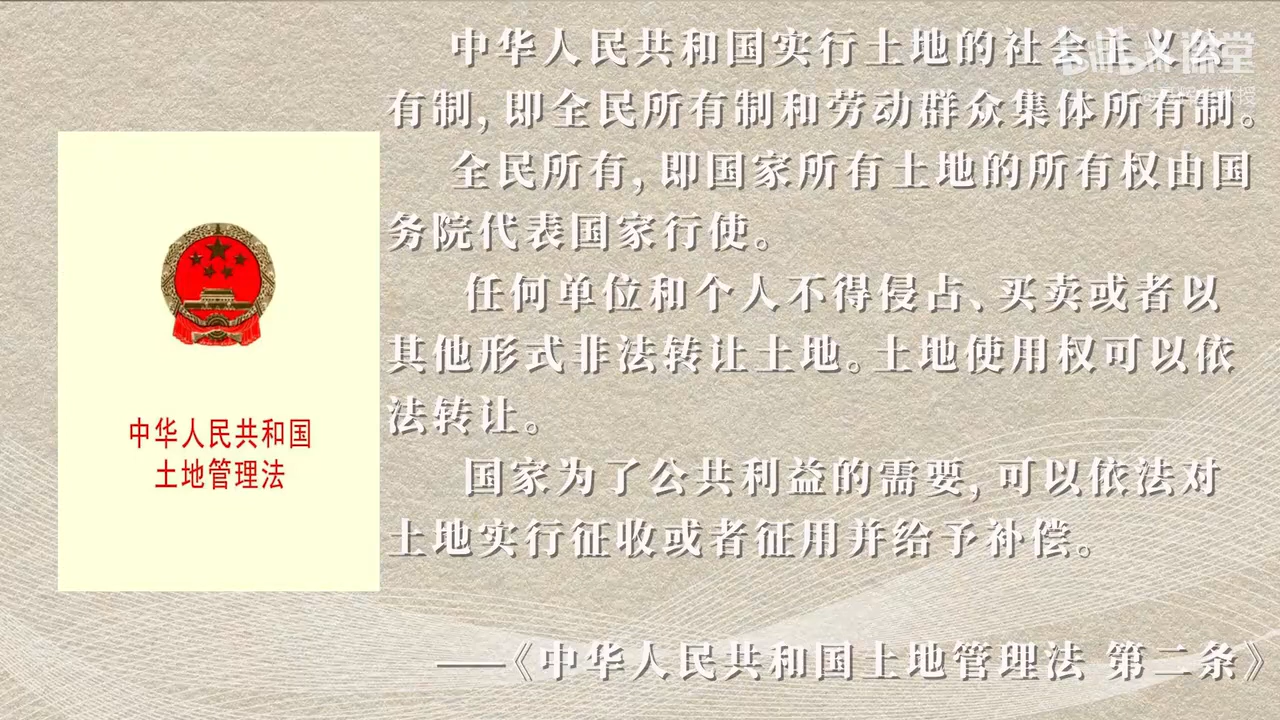 中华人民共和国实行土地的社会主义公
有制,即全民所有制和劳动群众集体所有制。
全民所有,即国家所有土地的所有权由国
务院代表国家行使。
任何单位和个人不得侵占、买卖或者以
其他形式非法转让土地。土地使用权可以依
法转让。
国家为了公共利益的需要,可以依法对
土地实行征收或者征用并给予补偿。
——《中华人民共和国土地管理法 第二条》
中华人民共和国
土地管理法
课堂